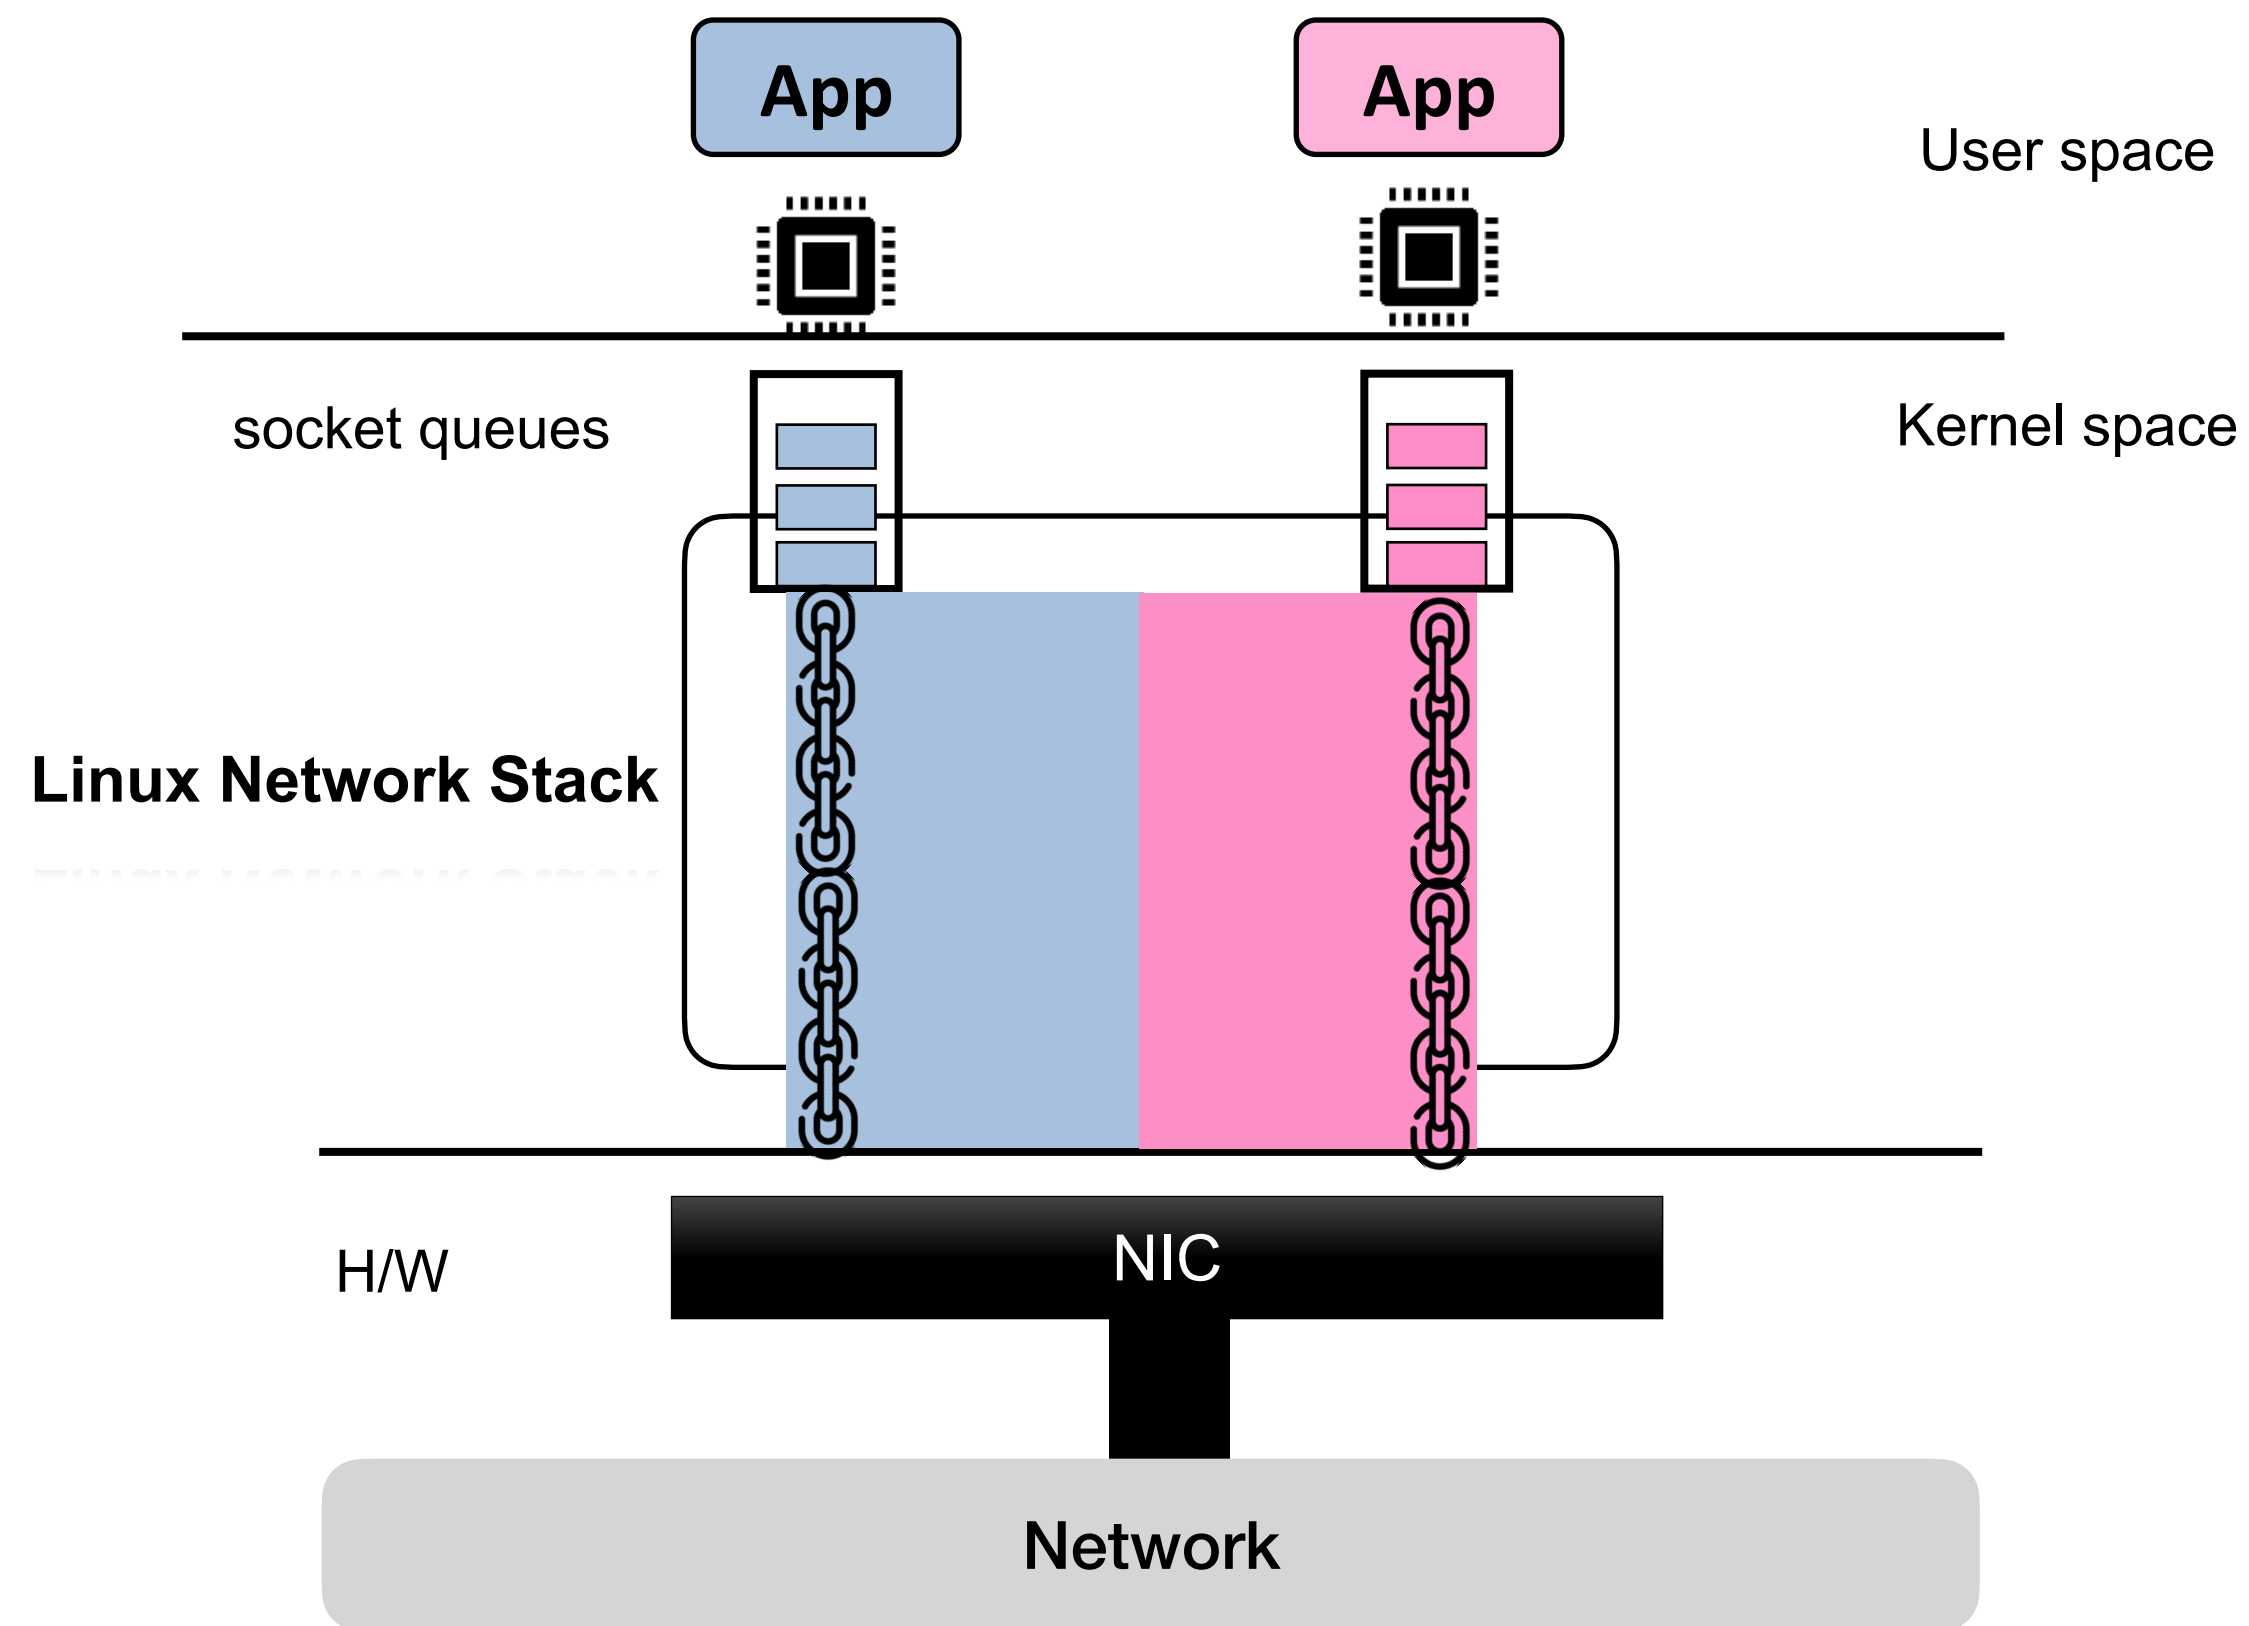 App
App
User space
socket queues
Kernel space
Linux Network Stack
NIC
H/W
Network